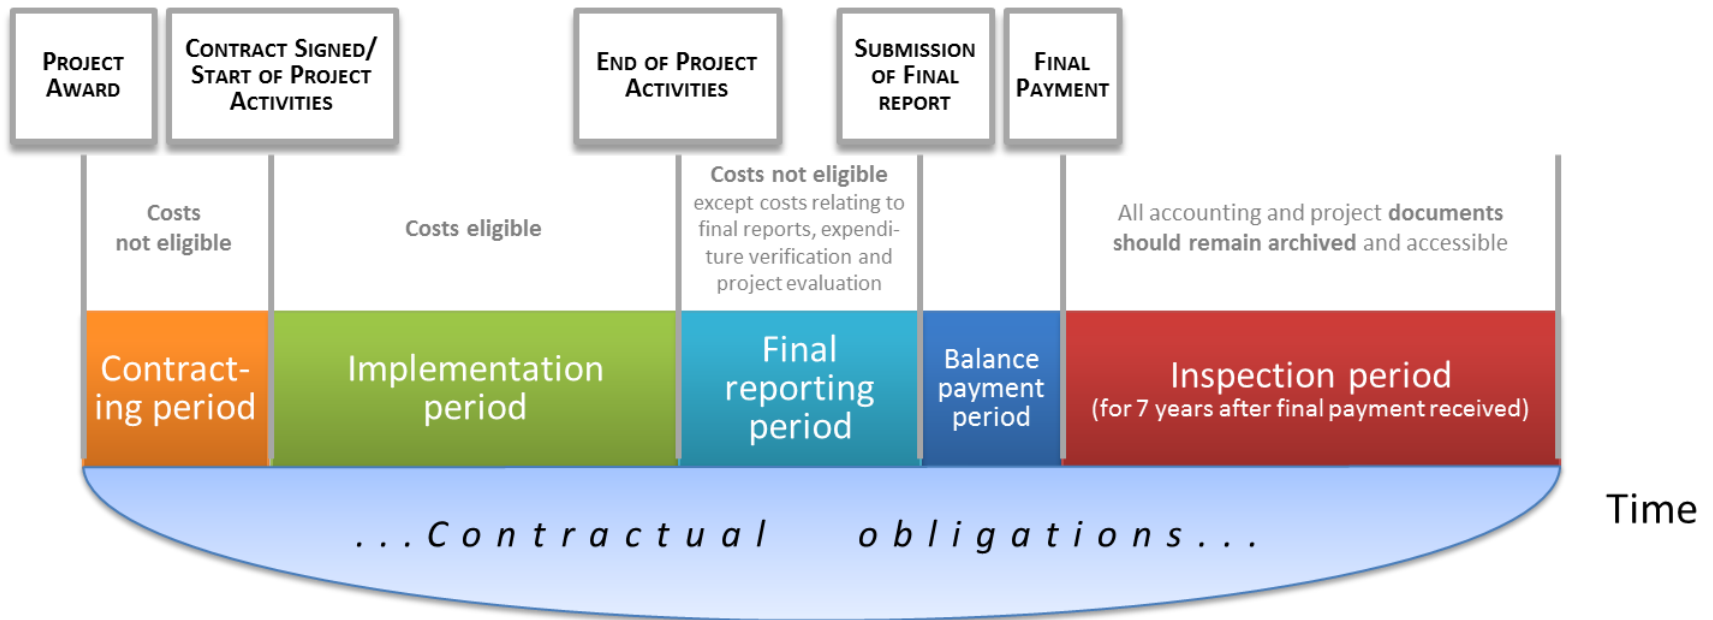 PROJECT
AWARD
CONTRACT SIGNED/
START OF PROJECT
ACTIVITIES
END OF PROJECT
ACTIVITIES
SUBMISSION
OF FINAL
REPORT
FINAL
PAYMENT
Costs
not eligible
Costs eligible
Costs not eligible
except costs relating to
final reports, expendi-
ture verification and
project evaluation
All accounting and project documents
should remain archived and accessible
Contract-
ing period
Implementation
period
Final
reporting
period
Balance
payment
period
Inspection period
(for 7 years after final payment received)
...Contractual obligations...
Time